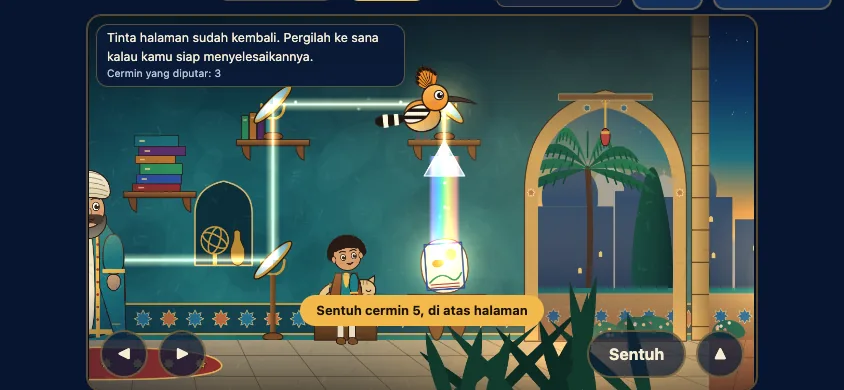 Tinta halaman sudah kembali. Pergilah ke sana
kalau kamu siap menyelesaikannya.
Cermin yang diputar: 3
Sentuh cermin 5, di atas halaman
Sentuh